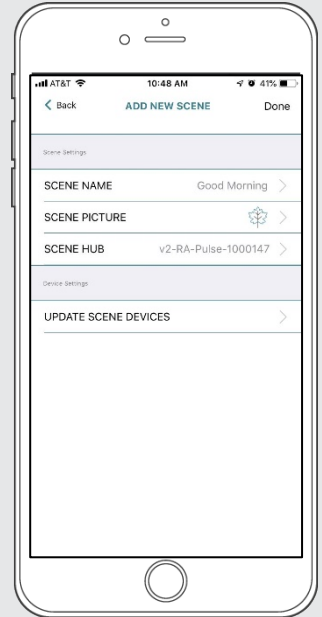 AT&T 10:48 AM 41%
Back ADD NEW SCENE Done
Scene Settings
SCENE NAME Good Morning
SCENE PICTURE
SCENE HUB v2-RA-Pulse-1000147
Device Settings
UPDATE SCENE DEVICES